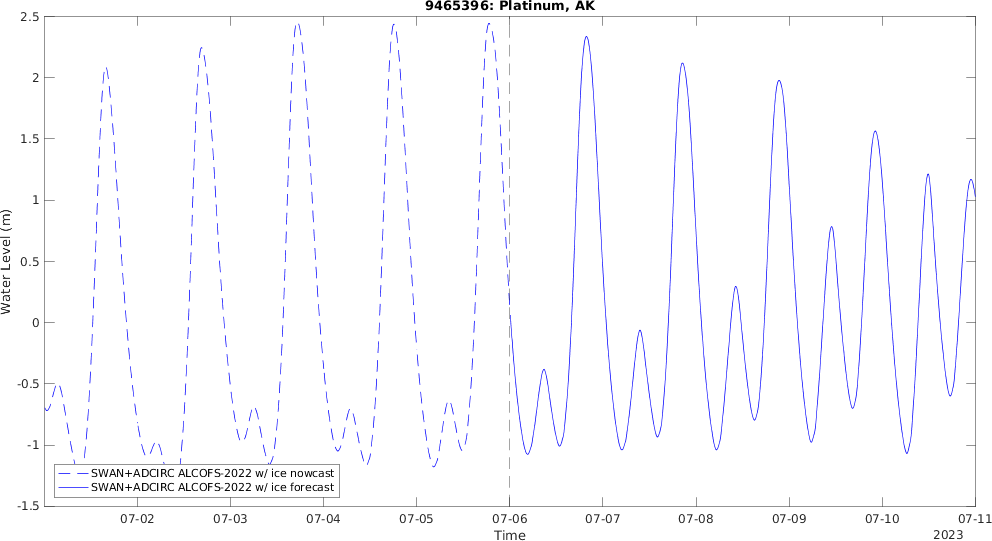 9465396: Platinum, AK
2.5
2
1.5
1
0.5
0
-0.5
-1
-1.5
Water Level (m)
SWAN+ADCIRC ALCOFS-2022 w/ ice nowcast
SWAN+ADCIRC ALCOFS-2022 w/ ice forecast
07-02 07-03 07-04 07-05 07-06 07-07 07-08 07-09 07-10 07-11
Time
2023